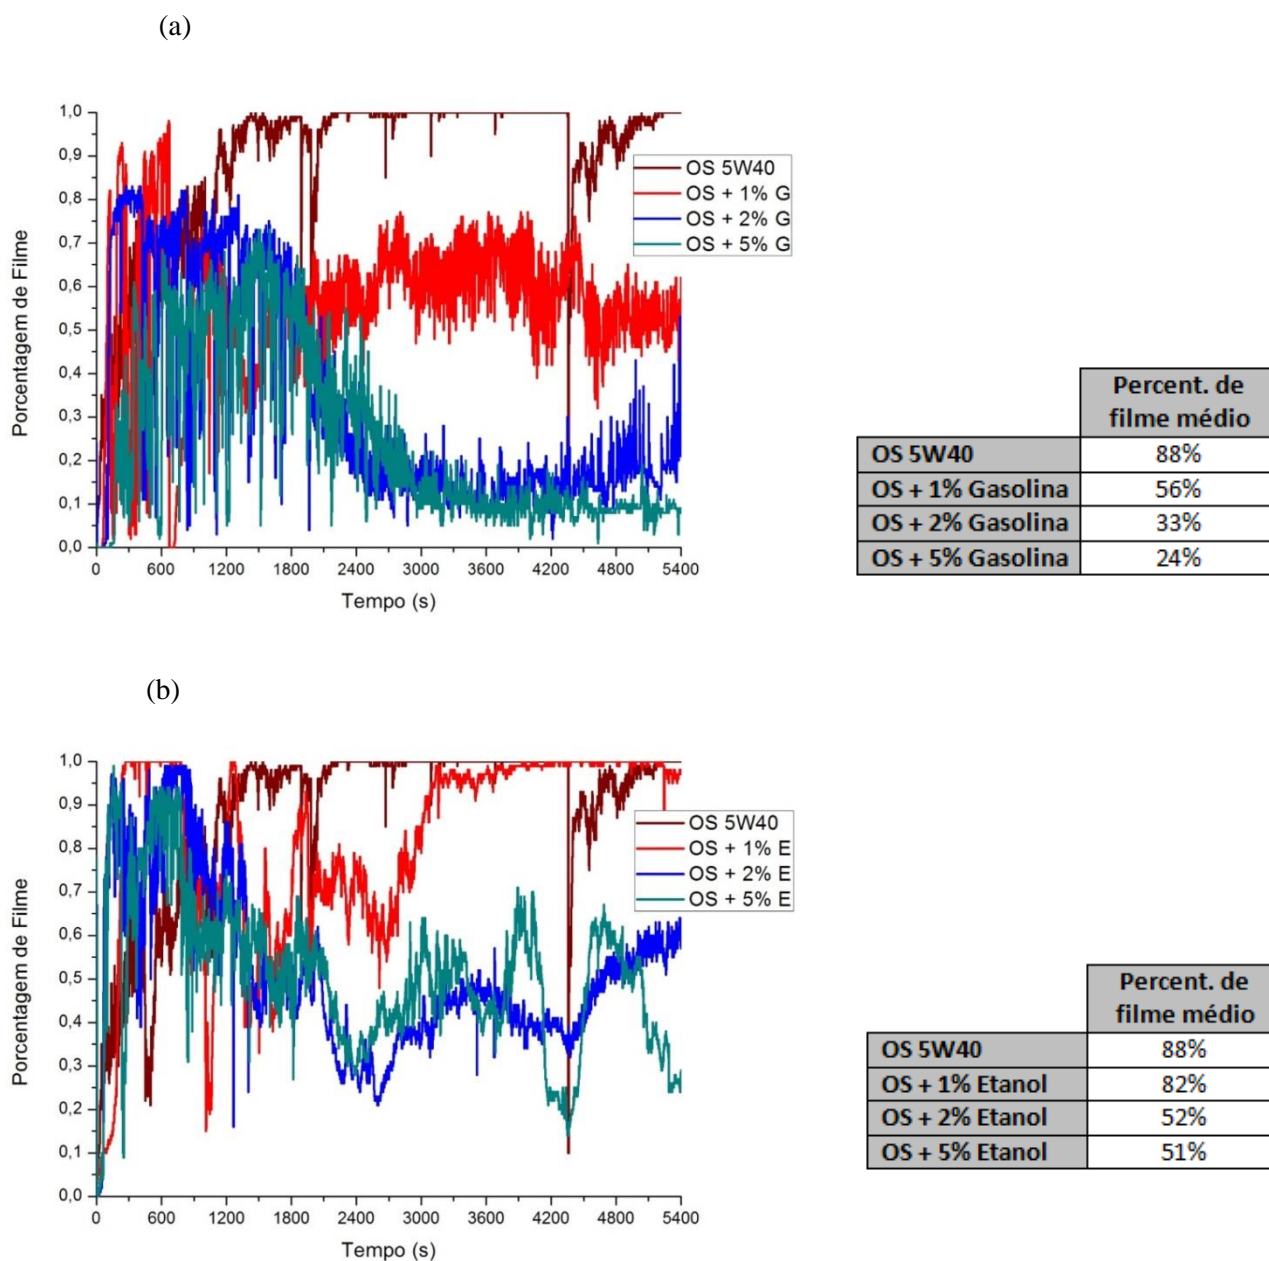 (a)
1,0
0,9
0,8
0,7
0,6
0,5
0,4
0,3
0,2
0,1
0,0
Porcentagem de Filme
0 600 1200 1800 2400 3000 3600 4200 4800 5400
Tempo (s)
OS 5W40
OS + 1% G
OS + 2% G
OS + 5% G
Percent. de
filme médio
OS 5W40 88%
OS + 1% Gasolina 56%
OS + 2% Gasolina 33%
OS + 5% Gasolina 24%
(b)
1,0
0,9
0,8
0,7
0,6
0,5
0,4
0,3
0,2
0,1
0,0
Porcentagem de Filme
0 600 1200 1800 2400 3000 3600 4200 4800 5400
Tempo (s)
OS 5W40
OS + 1% E
OS + 2% E
OS + 5% E
Percent. de
filme médio
OS 5W40 88%
OS + 1% Etanol 82%
OS + 2% Etanol 52%
OS + 5% Etanol 51%